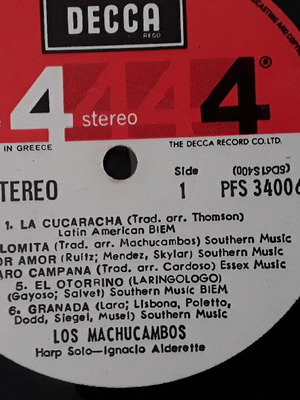 DECCA
REGD
4 stereo 4®
IN GREECE THE DECCA RECORD CO. LTD.
Side
STEREO 1 PFS 34006
1. LA CUCARACHA (Trad. arr. Thomson)
Latin American BIEM
LOMITA (Trad. arr. Machucambos) Southern Music
OR AMOR (Ruitz; Mendez, Skylar) Southern Music
ARO CAMPANA (Trad. arr. Cardoso) Essex Music
5. EL OTORRINO (LARINGOLOGO)
(Gayoso; Salvet) Southern Music BIEM
6. GRANADA (Lara; Lisbona, Poletto,
Dodd, Siegel, Musel) Southern Music
LOS MACHUCAMBOS
Harp Solo—Ignacio Alderette